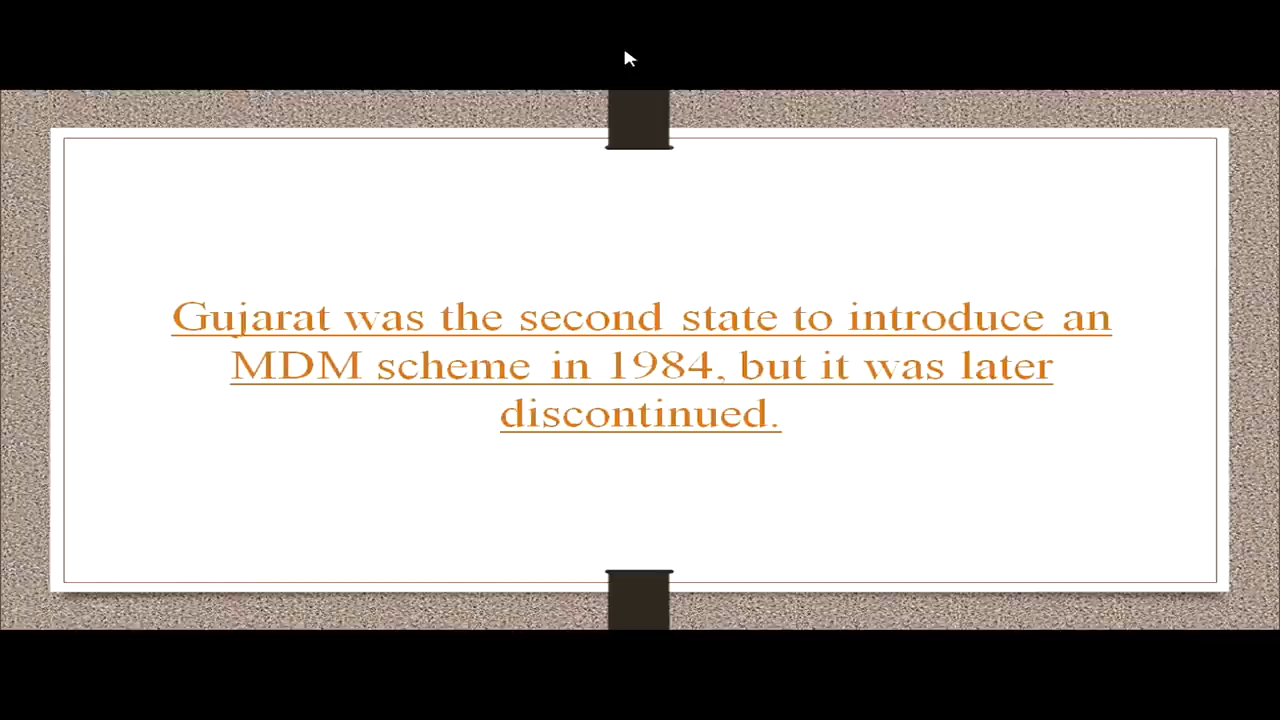 Gujarat was the second state to introduce an
MDM scheme in 1984, but it was later
discontinued.